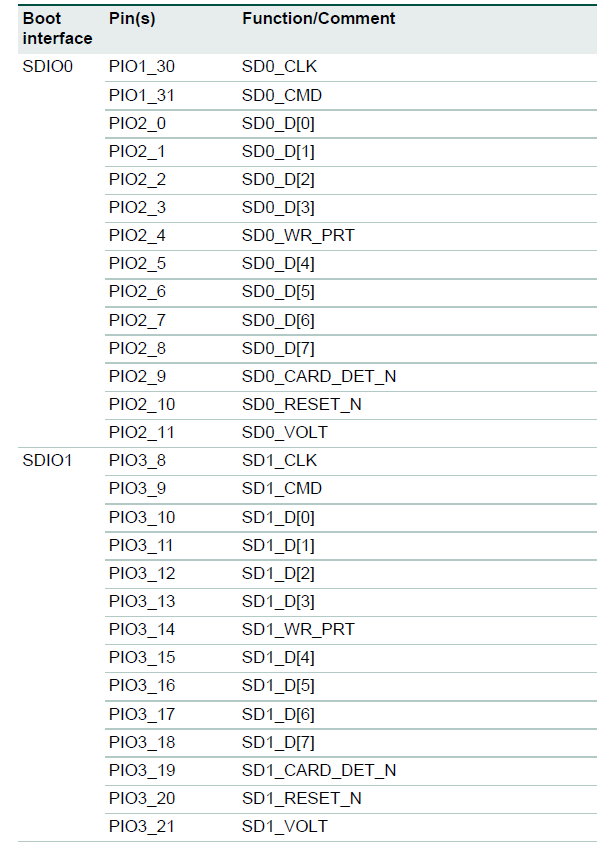 Boot interface Pin(s) Function/Comment
SDIO0 PIO1_30 SD0_CLK
PIO1_31 SD0_CMD
PIO2_0 SD0_D[0]
PIO2_1 SD0_D[1]
PIO2_2 SD0_D[2]
PIO2_3 SD0_D[3]
PIO2_4 SD0_WR_PRT
PIO2_5 SD0_D[4]
PIO2_6 SD0_D[5]
PIO2_7 SD0_D[6]
PIO2_8 SD0_D[7]
PIO2_9 SD0_CARD_DET_N
PIO2_10 SD0_RESET_N
PIO2_11 SD0_VOLT
SDIO1 PIO3_8 SD1_CLK
PIO3_9 SD1_CMD
PIO3_10 SD1_D[0]
PIO3_11 SD1_D[1]
PIO3_12 SD1_D[2]
PIO3_13 SD1_D[3]
PIO3_14 SD1_WR_PRT
PIO3_15 SD1_D[4]
PIO3_16 SD1_D[5]
PIO3_17 SD1_D[6]
PIO3_18 SD1_D[7]
PIO3_19 SD1_CARD_DET_N
PIO3_20 SD1_RESET_N
PIO3_21 SD1_VOLT